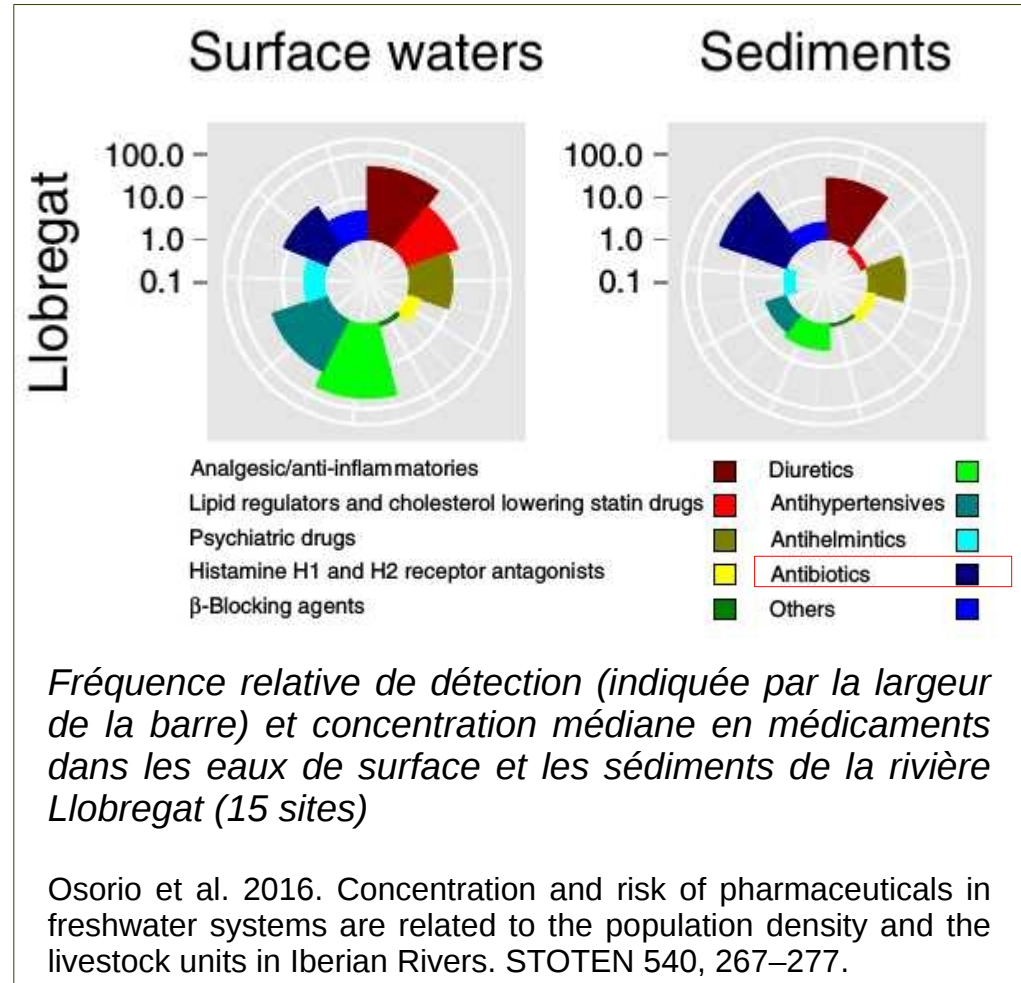 Surface waters
Sediments
Llobregat
100.0
10.0
1.0
0.1
100.0
10.0
1.0
0.1
Analgesic/anti-inflammatories
Lipid regulators and cholesterol lowering statin drugs
Psychiatric drugs
Histamine H1 and H2 receptor antagonists
β-Blocking agents
Diuretics
Antihypertensives
Antihelmintics
Antibiotics
Others
Fréquence relative de détection (indiquée par la largeur
de la barre) et concentration médiane en médicaments
dans les eaux de surface et les sédiments de la rivière
Llobregat (15 sites)
Osorio et al. 2016. Concentration and risk of pharmaceuticals in
freshwater systems are related to the population density and the
livestock units in Iberian Rivers. STOTEN 540, 267–277.